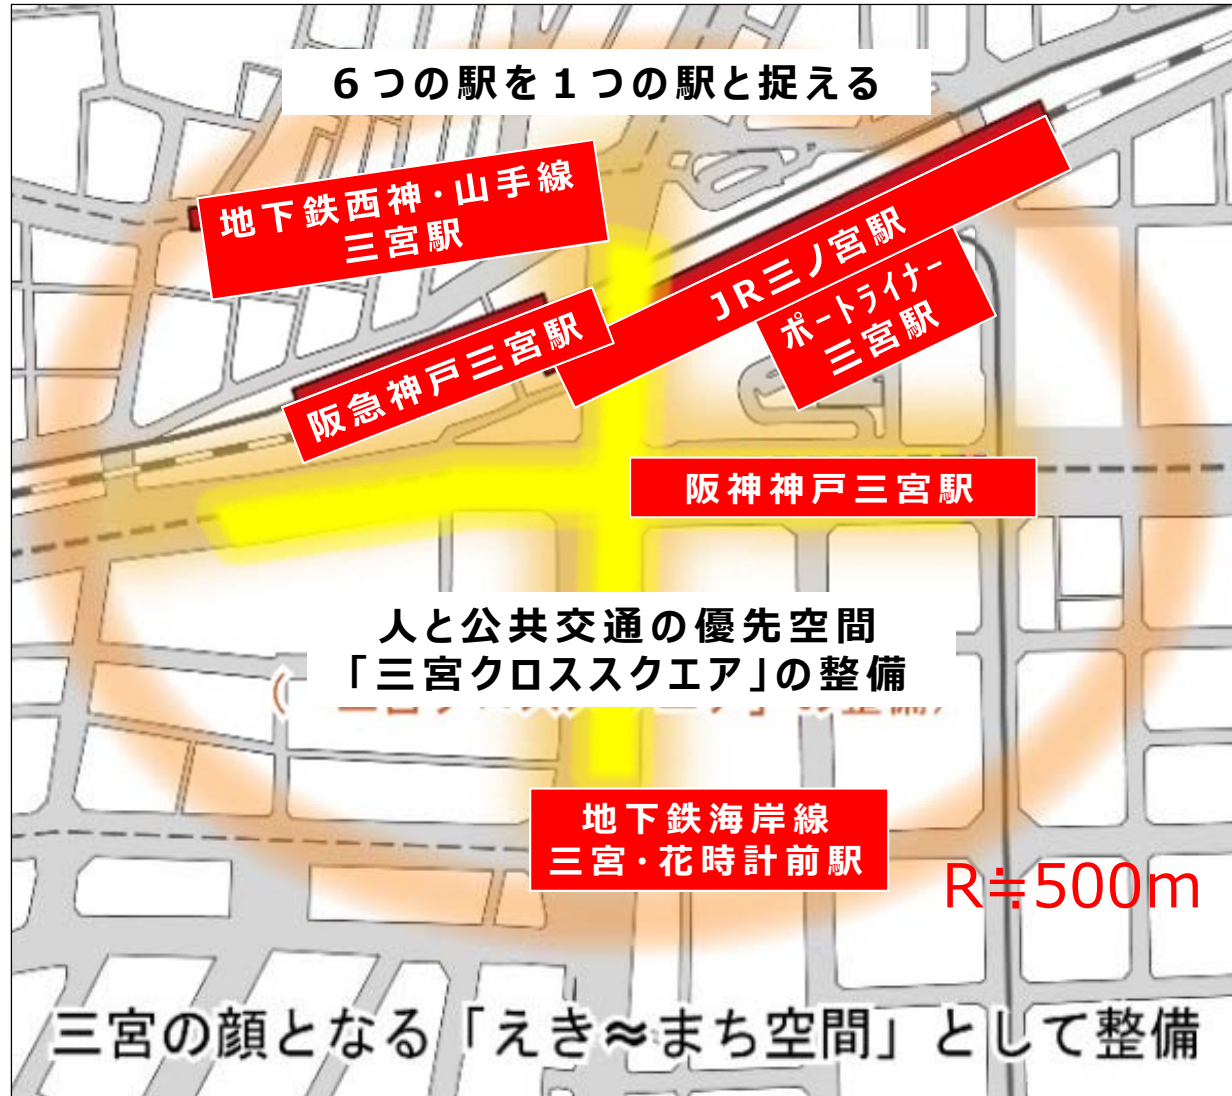 ６つの駅を１つの駅と捉える
地下鉄西神・山手線
三宮駅
JR三ノ宮駅
ポートライナー
三宮駅
阪急神戸三宮駅
阪神神戸三宮駅
人と公共交通の優先空間
「三宮クロススクエア」の整備
地下鉄海岸線
三宮・花時計前駅
R≒500m
三宮の顔となる「えき≈まち空間」として整備